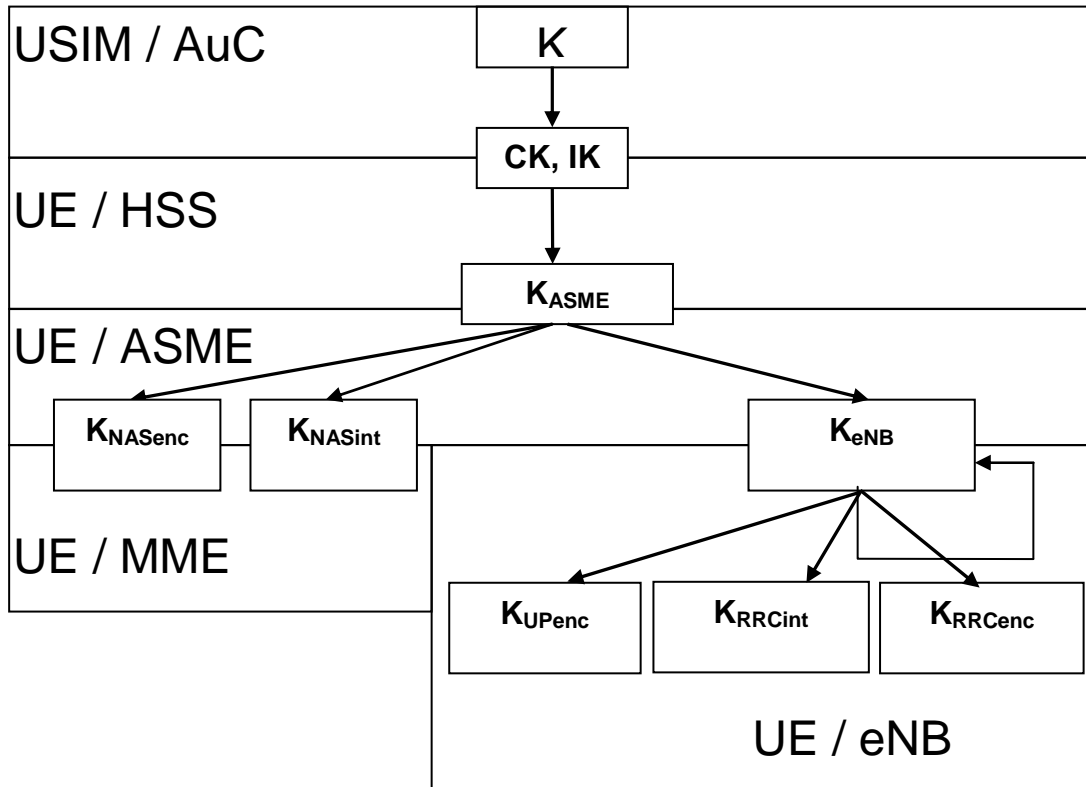 USIM / AuC
K
CK, IK
UE / HSS
KASME
UE / ASME
KNASenc
KNASint
KeNB
UE / MME
KUPenc
KRRCint
KRRCenc
UE / eNB